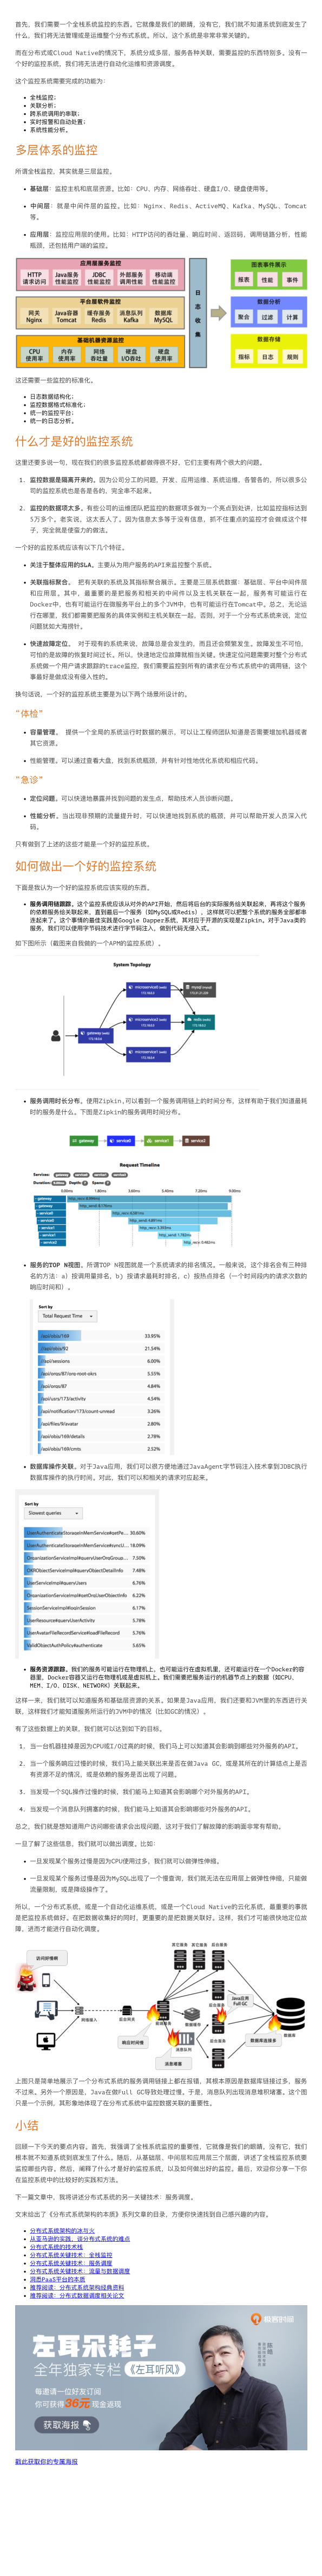 首先，我们需要一个全栈系统监控的东西。它就像是我们的眼睛，没有它，我们就不知道系统到底发生了
什么，我们将无法管理或是运维整个分布式系统。所以，这个系统是非常非常关键的。
而在分布式或Cloud Native的情况下，系统分成多层，服务各种关联，需要监控的东西特别多。没有一
个好的监控系统，我们将无法进行自动化运维和资源调度。
这个监控系统需要完成的功能为：
全栈监控；
关联分析；
跨系统调用的串联；
实时报警和自动处置；
系统性能分析。
多层体系的监控
所谓全栈监控，其实就是三层监控。
基础层：监控主机和底层资源。比如：CPU、内存、网络吞吐、硬盘I/O、硬盘使用等。
中间层：就是中间件层的监控。比如：Nginx、Redis、ActiveMQ、Kafka、MySQL、Tomcat
等。
应用层：监控应用层的使用。比如：HTTP访问的吞吐量、响应时间、返回码，调用链路分析，性能
瓶颈，还包括用户端的监控。
应用层服务监控
HTTP
请求访问
Java服务
性能监控
JDBC
性能监控
外部服务
调用性能
移动端
性能监控
平台层软件监控
网关
Nginx
Java容器
Tomcat
缓存服务
Redis
消息队列
Kafka
数据库
MySQL
基础机器资源监控
CPU
使用率
内存
使用率
网络
吞吐量
硬盘
I/O吞吐
硬盘
使用率
日志收集
图表事件展示
报表
性能
事件
数据分析
聚合
过滤
计算
数据存储
指标
日志
规则
这还需要一些监控的标准化。
日志数据结构化；
监控数据格式标准化；
统一的监控平台；
统一的日志分析。
什么才是好的监控系统
这里还要多说一句，现在我们的很多监控系统都做得很不好，它们主要有两个很大的问题。
1. 监控数据是隔离开来的。因为公司分工的问题，开发、应用运维、系统运维，各管各的，所以很多公
司的监控系统也是各是各的，完全串不起来。
2. 监控的数据项太多。有些公司的运维团队把监控的数据项多做为一个亮点到处讲，比如监控指标达到
5万多个。老实说，这太丢人了。因为信息太多等于没有信息，抓不住重点的监控才会做成这个样
子，完全就是使蛮力的做法。
一个好的监控系统应该有以下几个特征。
关注于整体应用的SLA。主要从为用户服务的API来监控整个系统。
关联指标聚合。 把有关联的系统及其指标聚合展示。主要是三层系统数据：基础层、平台中间件层
和应用层。其中，最重要的是把服务和相关的中间件以及主机关联在一起，服务有可能运行在
Docker中，也有可能运行在微服务平台上的多个JVM中，也有可能运行在Tomcat中。总之，无论运
行在哪里，我们都需要把服务的具体实例和主机关联在一起，否则，对于一个分布式系统来说，定位
问题犹如大海捞针。
快速故障定位。 对于现有的系统来说，故障总是会发生的，而且还会频繁发生。故障发生不可怕，
可怕的是故障的恢复时间过长。所以，快速地定位故障就相当关键。快速定位问题需要对整个分布式
系统做一个用户请求跟踪的trace监控，我们需要监控到所有的请求在分布式系统中的调用链，这个
事最好是做成没有侵入性的。
换句话说，一个好的监控系统主要是为以下两个场景所设计的。
“体检”
容量管理。 提供一个全局的系统运行时数据的展示，可以让工程师团队知道是否需要增加机器或者
其它资源。
性能管理。可以通过查看大盘，找到系统瓶颈，并有针对性地优化系统和相应代码。
“急诊”
定位问题。可以快速地暴露并找到问题的发生点，帮助技术人员诊断问题。
性能分析。当出现非预期的流量提升时，可以快速地找到系统的瓶颈，并可以帮助开发人员深入代
码。
只有做到了上述的这些才能是一个好的监控系统。
如何做出一个好的监控系统
下面是我认为一个好的监控系统应该实现的东西。
服务调用链跟踪。这个监控系统应该从对外的API开始，然后将后台的实际服务给关联起来，再将这个服务
的依赖服务给关联起来，直到最后一个服务（如MySQL或Redis），这样就可以把整个系统的服务全部都串
连起来了。这个事情的最佳实践是Google Dapper系统，其对应于开源的实现是Zipkin。对于Java类的
服务，我们可以使用字节码技术进行字节码注入，做到代码无侵入式。
如下图所示（截图来自我做的一个APM的监控系统）。
System Topology
服务调用时长分布。使用Zipkin,可以看到一个服务调用链上的时间分布，这样有助于我们知道最耗
时的服务是什么。下图是Zipkin的服务调用时间分布。
Request Timeline
服务的TOP N视图。所谓TOP N视图就是一个系统请求的排名情况。一般来说，这个排名会有三种排
名的方法：a）按调用量排名，b) 按请求最耗时排名，c）按热点排名（一个时间段内的请求次数的
响应时间和）。
Sort by
Total Request Time
/api/objs/169 33.95%
/api/objs/92 21.54%
/api/sessions 6.00%
/api/orgs/87/org-root-okrs 5.55%
/api/orgs/87 4.84%
/api/users/173/activity 4.54%
/api/notification/173/count-unread 3.26%
/api/files/9/avatar 2.80%
/api/objs/169/details 2.78%
/api/objs/169/cmts 2.52%
数据库操作关联。对于Java应用，我们可以很方便地通过JavaAgent字节码注入技术拿到JDBC执行
数据库操作的执行时间。对此，我们可以和相关的请求对应起来。
Sort by
Slowest queries
UserAuthenticateStorageInMemService#setPe... 30.60%
UserAuthenticateStorageInMemService#syncU... 18.09%
OrganizationServiceImpl#queryUserOraGroup... 7.50%
OKRObjectServiceImpl#queryObjectDetailInfo 7.48%
UserServiceImpl#queryUsers 6.76%
OrganizationServiceImpl#setOraUserObjectInfo 6.22%
SessionServiceImpl#loginSession 6.17%
UserResource#queryUserActivity 5.78%
UserAvatarFileRecordService#loadFileRecord 5.76%
ValidObjectAuthPolicy#authenticate 5.65%
服务资源跟踪。我们的服务可能运行在物理机上，也可能运行在虚拟机里，还可能运行在一个Docker的容
器里，Docker容器又运行在物理机或是虚拟机上。我们需要把服务运行的机器节点上的数据（如CPU、
MEM、I/O、DISK、NETWORK）关联起来。
这样一来，我们就可以知道服务和基础层资源的关系。如果是Java应用，我们还要和JVM里的东西进行关
联，这样我们才能知道服务所运行的JVM中的情况（比如GC的情况）。
有了这些数据上的关联，我们就可以达到如下的目标。
1. 当一台机器挂掉是因为CPU或I/O过高的时候，我们马上可以知道其会影响到哪些对外服务的API。
2. 当一个服务响应过慢的时候，我们马上能关联出来是否在做Java GC，或是其所在的计算结点上是否
有资源不足的情况，或是依赖的服务是否出现了问题。
3. 当发现一个SQL操作过慢的时候，我们能马上知道其会影响哪个对外服务的API。
4. 当发现一个消息队列拥塞的时候，我们能马上知道其会影响哪些对外服务的API。
总之，我们就是想知道用户访问哪些请求会出现问题，这对于我们了解故障的影响面非常有帮助。
一旦了解了这些信息，我们就可以做出调度。比如：
一旦发现某个服务过慢是因为CPU使用过多，我们就可以做弹性伸缩。
一旦发现某个服务过慢是因为MySQL出现了一个慢查询，我们就无法在应用层上做弹性伸缩，只能做
流量限制，或是降级操作了。
所以，一个分布式系统，或是一个自动化运维系统，或是一个Cloud Native的云化系统，最重要的事就
是把监控系统做好。在把数据收集好的同时，更重要的是把数据关联好。这样，我们才可能很快地定位故
障，进而才能进行自动化调度。
访问好慢啊
其它服务
后台服务
Java应用
Full GC
响应时间慢
消息队列
消息堵塞
数据库连接多
上图只是简单地展示了一个分布式系统的服务调用链接上都在报错，其根本原因是数据库链接过多，服务
不过来。另外一个原因是，Java在做Full GC导致处理过慢。于是，消息队列出现消息堆积堵塞。这个图
只是一个示例，其形象地体现了在分布式系统中监控数据关联的重要性。
小结
回顾一下今天的要点内容。首先，我强调了全栈系统监控的重要性，它就像是我们的眼睛，没有它，我们
根本就不知道系统到底发生了什么。随后，从基础层、中间层和应用层三个层面，讲述了全栈监控系统要
监控哪些内容。然后，阐释了什么才是好的监控系统，以及如何做出好的监控。最后，欢迎你分享一下你
在监控系统中的比较好的实践和方法。
下一篇文章中，我将讲述分布式系统的另一关键技术：服务调度。
文末给出了《分布式系统架构的本质》系列文章的目录，方便你快速找到自己感兴趣的内容。
分布式系统架构的冰与火
从亚马逊的实践，谈分布式系统的难点
分布式系统的技术栈
分布式系统关键技术：全栈监控
分布式系统关键技术：服务调度
分布式系统关键技术：流量与数据调度
洞悉PaaS平台的本质
推荐阅读：分布式系统架构经典资料
推荐阅读：分布式数据调度相关论文
极客时间
左耳朵耗子
全年独家专栏《左耳听风》
每邀请一位好友订阅
你可获得36元现金返现
获取海报
陈皓
戳此获取你的专属海报